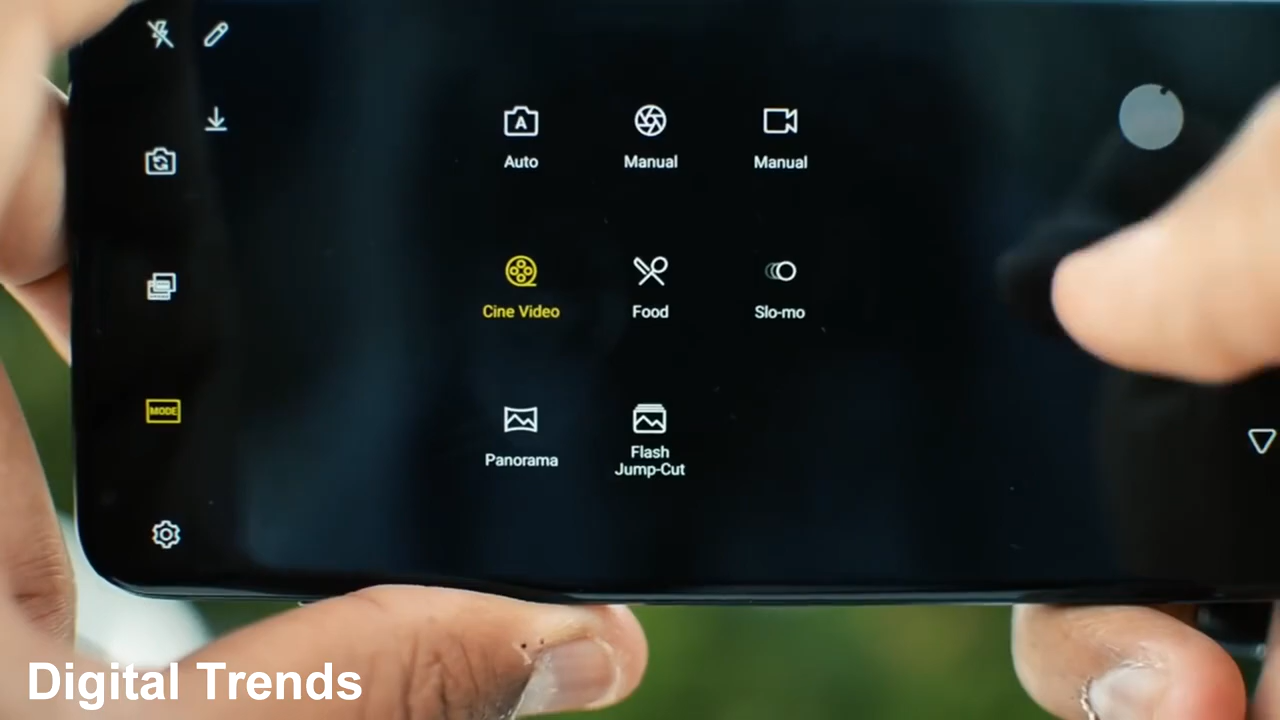 A
Auto
Manual
Manual
Cine Video
Food
Slo-mo
MODE
Panorama
Flash
Jump-Cut
Digital Trends